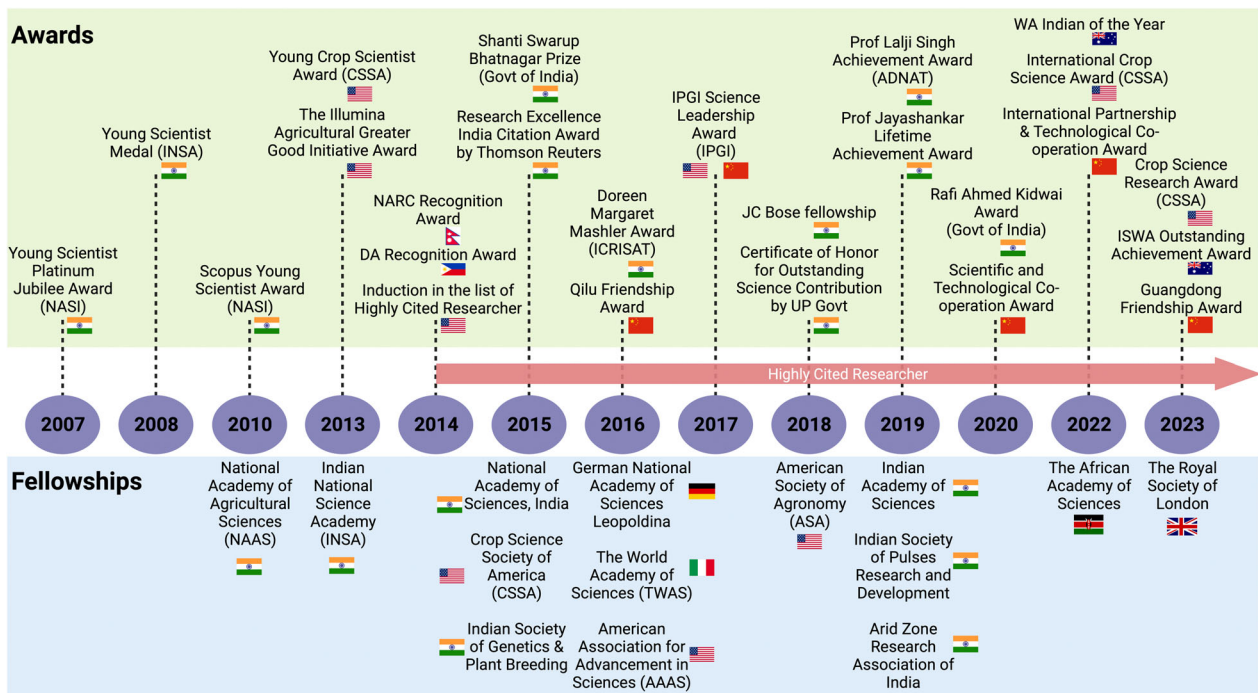 Awards
Young Scientist
Platinum
Jubilee Award
(NASI)
Young Scientist
Medal (INSA)
Scopus Young
Scientist Award
(NASI)
Young Crop Scientist
Award (CSSA)
The Illumina
Agricultural Greater
Good Initiative Award
NARC Recognition
Award
DA Recognition Award
Induction in the list of
Highly Cited Researcher
Shanti Swarup
Bhatnagar Prize
(Govt of India)
Research Excellence
India Citation Award
by Thomson Reuters
Doreen
Margaret
Mashler Award
(ICRISAT)
Qilu Friendship
Award
IPGI Science
Leadership
Award
(IPGI)
JC Bose fellowship
Certificate of Honor
for Outstanding
Science Contribution
by UP Govt
Prof Lalji Singh
Achievement Award
(ADNAT)
Prof Jayashankar
Lifetime
Achievement Award
Rafi Ahmed Kidwai
Award
(Govt of India)
Scientific and
Technological Co-
operation Award
WA Indian of the Year
International Crop
Science Award (CSSA)
International Partnership
& Technological Co-
operation Award
Crop Science
Research Award
(CSSA)
ISWA Outstanding
Achievement Award
Guangdong
Friendship Award
Highly Cited Researcher
2007
2008
2010
2013
2014
2015
2016
2017
2018
2019
2020
2022
2023
Fellowships
National
Academy of
Agricultural
Sciences
(NAAS)
Indian
National
Science
Academy
(INSA)
National
Academy of
Sciences, India
Crop Science
Society of
America
(CSSA)
Indian Society
of Genetics &
Plant Breeding
German National
Academy of
Sciences
Leopoldina
The World
Academy of
Sciences (TWAS)
American
Association for
Advancement in
Sciences (AAAS)
American
Society of
Agronomy
(ASA)
Indian
Academy of
Sciences
Indian Society
of Pulses
Research and
Development
Arid Zone
Research
Association of
India
The African
Academy of
Sciences
The Royal
Society of
London